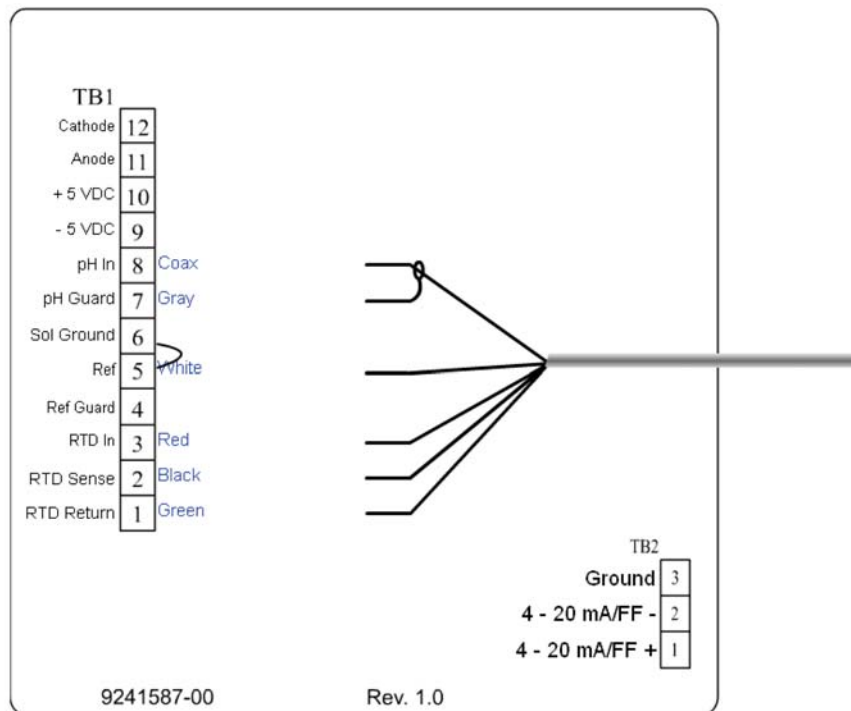 TB1
Cathode 12
Anode 11
+ 5 VDC 10
- 5 VDC 9
pH In 8 Coax
pH Guard 7 Gray
Sol Ground 6
Ref 5 White
Ref Guard 4
RTD In 3 Red
RTD Sense 2 Black
RTD Return 1 Green
TB2
Ground 3
4 - 20 mA/FF - 2
4 - 20 mA/FF + 1
9241587-00 Rev. 1.0